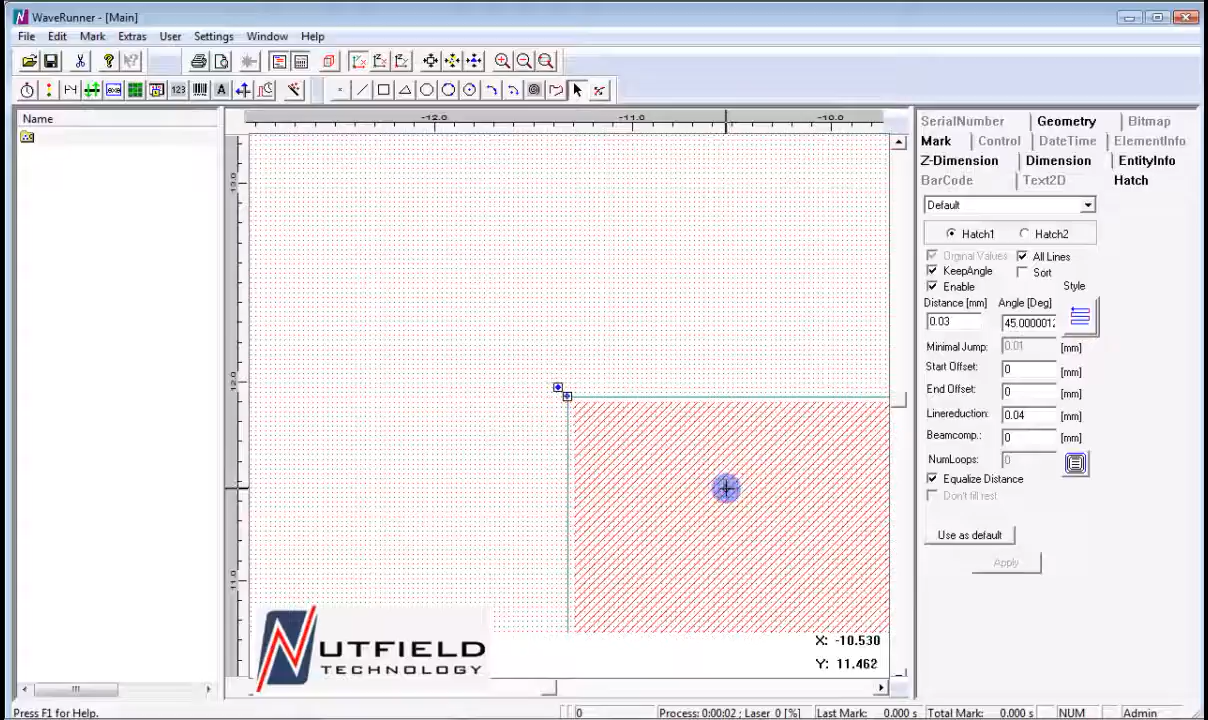 WaveRunner - [Main]
File Edit Mark Extras User Settings Window Help
123 A
Name
-12.0 -11.0 -10.0
13.0
12.0
11.0
SerialNumber Geometry Bitmap
Mark Control DateTime ElementInfo
Z-Dimension Dimension EntityInfo
BarCode Text2D Hatch
Default
Hatch1 Hatch2
Orginal Values All Lines
KeepAngle Sort
Enable Style
Distance [mm] Angle [Deg]
0.03 45.0000012
Minimal Jump: 0.01 [mm]
Start Offset: 0 [mm]
End Offset: 0 [mm]
Linereduction: 0.04 [mm]
Beamcomp.: 0 [mm]
NumLoops: 0
Equalize Distance
Don't fill rest
Use as default
Apply
NUTFIELD
TECHNOLOGY
X: -10.530
Y: 11.462
Press F1 for Help. 0 Process: 0:00:02 ; Laser 0 [%] Last Mark: 0.000 s Total Mark: 0.000 s NUM Admin